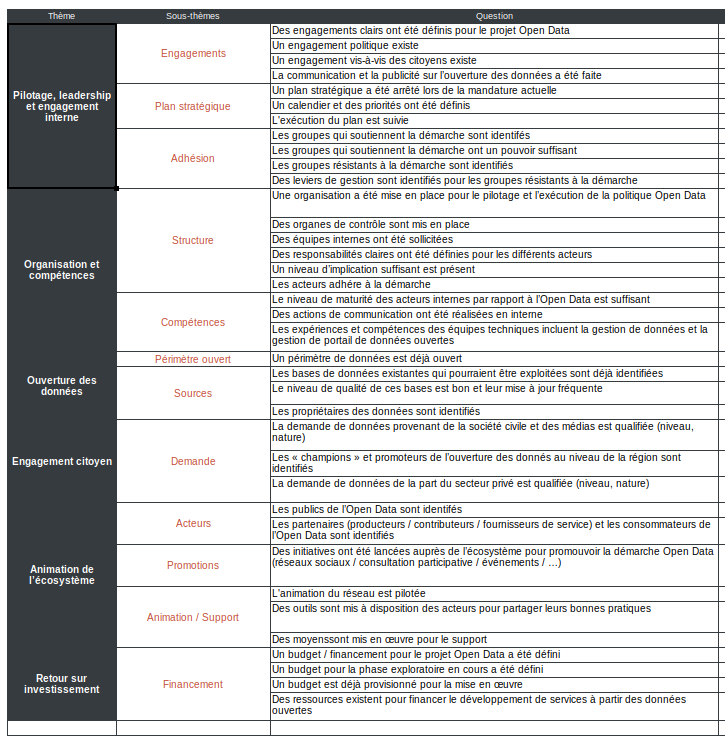 Thème Sous-thèmes Question
Pilotage, leadership
et engagement
interne
Engagements
Des engagements clairs ont été définis pour le projet Open Data
Un engagement politique existe
Un engagement vis-à-vis des citoyens existe
La communication et la publicité sur l'ouverture des données a été faite
Plan stratégique
Un plan stratégique a été arrêté lors de la mandature actuelle
Un calendrier et des priorités ont été définis
L'exécution du plan est suivie
Adhésion
Les groupes qui soutiennent la démarche sont identifés
Les groupes qui soutiennent la démarche ont un pouvoir suffisant
Les groupes résistants à la démarche sont identifiés
Des leviers de gestion sont identifiés pour les groupes résistants à la démarche
Organisation et
compétences
Structure
Une organisation a été mise en place pour le pilotage et l'exécution de la politique Open Data
Des organes de contrôle sont mis en place
Des équipes internes ont été sollicitées
Des responsabilités claires ont été définies pour les différents acteurs
Un niveau d'implication suffisant est présent
Les acteurs adhére à la démarche
Compétences
Le niveau de maturité des acteurs internes par rapport à l'Open Data est suffisant
Des actions de communication ont été réalisées en interne
Les expériences et compétences des équipes techniques incluent la gestion de données et la
gestion de portail de données ouvertes
Ouverture des
données
Périmètre ouvert
Un périmètre de données est déjà ouvert
Sources
Les bases de données existantes qui pourraient être exploitées sont déjà identifiées
Le niveau de qualité de ces bases est bon et leur mise à jour fréquente
Les propriétaires des données sont identifiés
Engagement citoyen
Demande
La demande de données provenant de la société civile et des médias est qualifiée (niveau,
nature)
Les « champions » et promoteurs de l'ouverture des donnés au niveau de la région sont
identifiés
La demande de données de la part du secteur privé est qualifiée (niveau, nature)
Animation de
l'écosystème
Acteurs
Les publics de l'Open Data sont identifés
Les partenaires (producteurs / contributeurs / fournisseurs de service) et les consommateurs de
l'Open Data sont identifiés
Promotions
Des initiatives ont été lancées auprès de l'écosystème pour promouvoir la démarche Open Data
(réseaux sociaux / consultation participative / événements / …)
Animation / Support
L'animation du réseau est pilotée
Des outils sont mis à disposition des acteurs pour partager leurs bonnes pratiques
Des moyenssont mis en œuvre pour le support
Retour sur
investissement
Financement
Un budget / financement pour le projet Open Data a été défini
Un budget pour la phase exploratoire en cours a été défini
Un budget est déjà provisionné pour la mise en œuvre
Des ressources existent pour financer le développement de services à partir des données
ouvertes